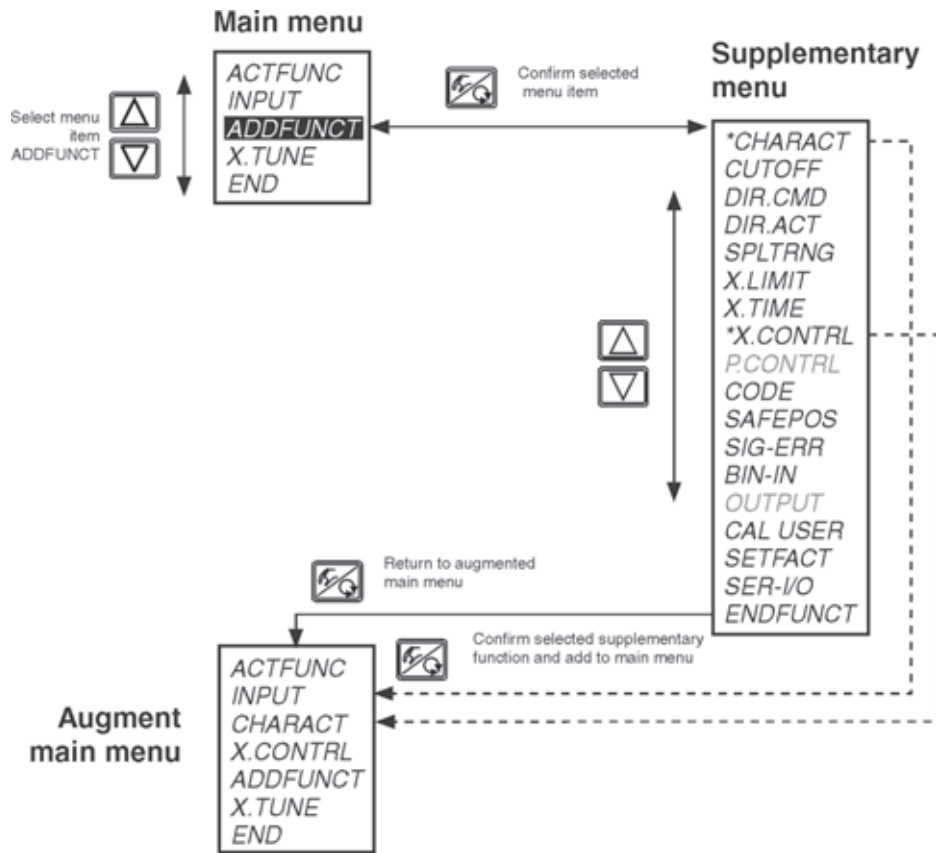 Main menu
ACTFUNC
INPUT
ADDFUNCT
X.TUNE
END
Select menu
item
ADDFUNCT
Confirm selected
menu item
Supplementary
menu
*CHARACT
CUTOFF
DIR.CMD
DIR.ACT
SPLTRNG
X.LIMIT
X.TIME
*X.CONTRL
P.CONTRL
CODE
SAFEPOS
SIG-ERR
BIN-IN
OUTPUT
CAL USER
SETFACT
SER-I/O
ENDFUNCT
Return to augmented
main menu
Confirm selected supplementary
function and add to main menu
Augment
main menu
ACTFUNC
INPUT
CHARACT
X.CONTRL
ADDFUNCT
X.TUNE
END